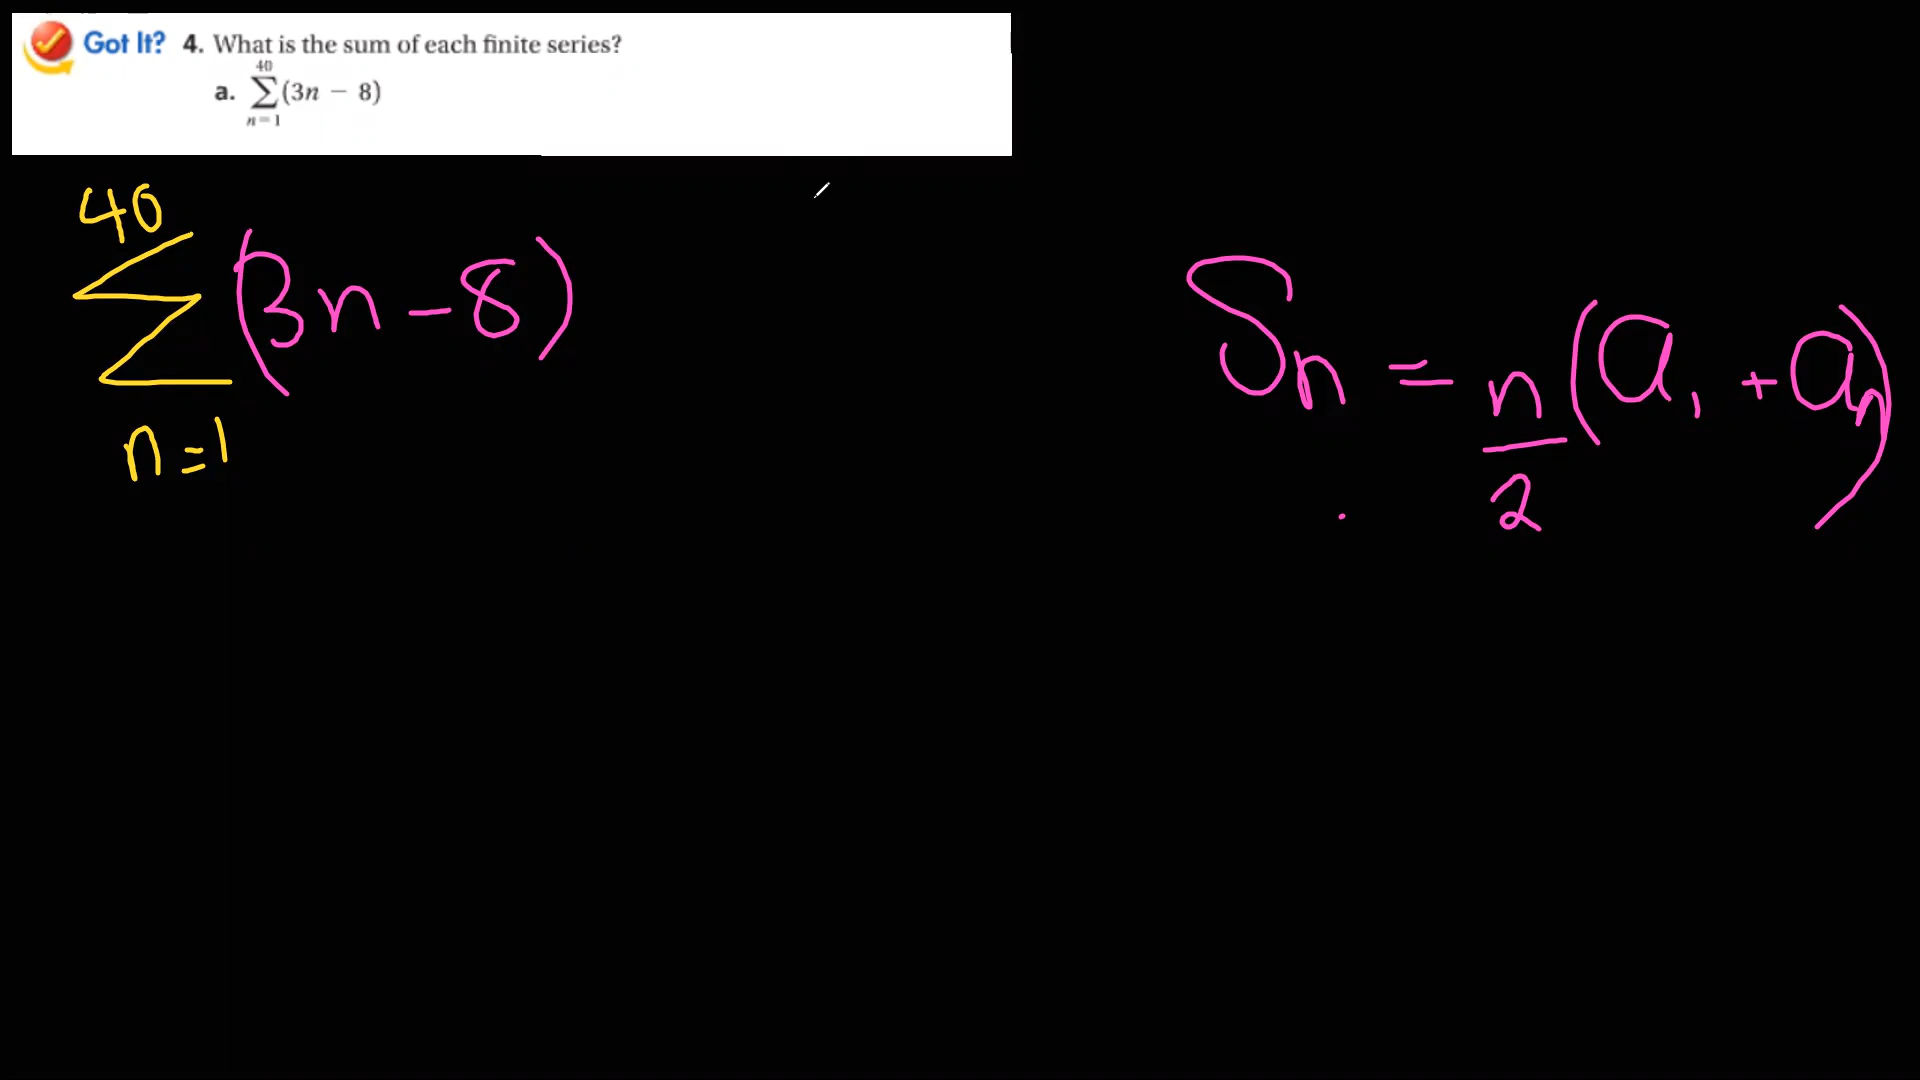 Got It? 4. What is the sum of each finite series?
40
a. ∑(3n − 8)
n=1
40
∑(3n-8)
n=1
Sn = n/2(a1 + an)